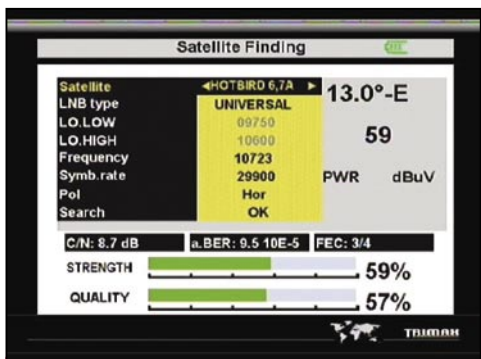 Satellite Finding
Satellite ◄HOTBIRD 6,7A ► 13.0°-E
LNB type UNIVERSAL
LO.LOW 09750 59
LO.HIGH 10600
Frequency 10723
Symb.rate 29900 PWR dBuV
Pol Hor
Search OK
C/N: 8.7 dB a.BER: 9.5 10E-5 FEC: 3/4
STRENGTH 59%
QUALITY 57%
TRIMAX